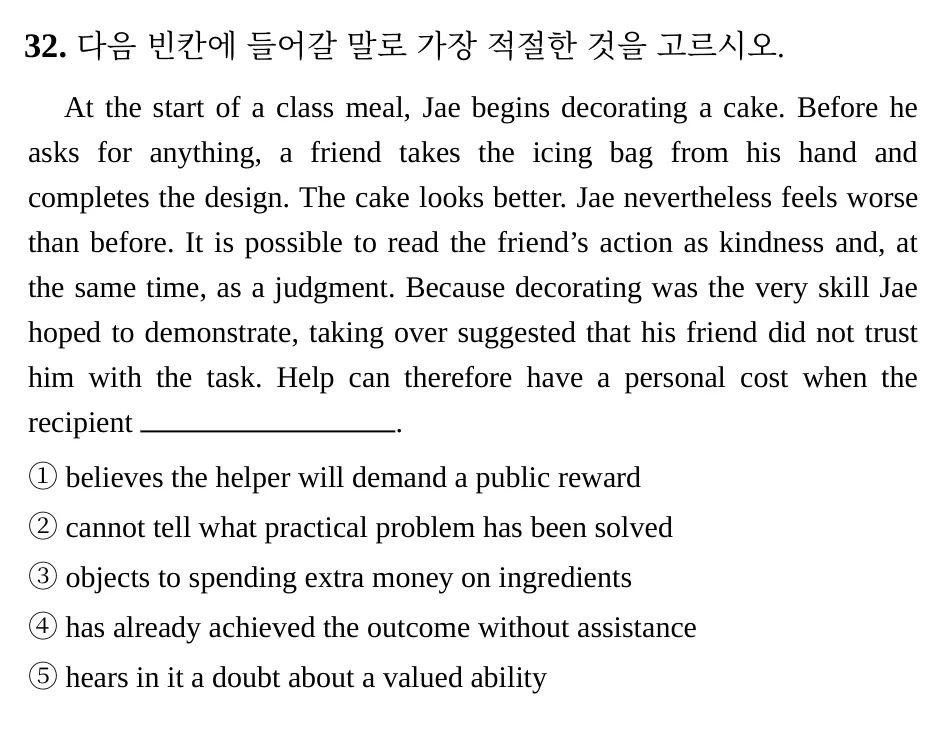 32. 다음 빈칸에 들어갈 말로 가장 적절한 것을 고르시오.
At the start of a class meal, Jae begins decorating a cake. Before he
asks for anything, a friend takes the icing bag from his hand and
completes the design. The cake looks better. Jae nevertheless feels worse
than before. It is possible to read the friend’s action as kindness and, at
the same time, as a judgment. Because decorating was the very skill Jae
hoped to demonstrate, taking over suggested that his friend did not trust
him with the task. Help can therefore have a personal cost when the
recipient ________________.
① believes the helper will demand a public reward
② cannot tell what practical problem has been solved
③ objects to spending extra money on ingredients
④ has already achieved the outcome without assistance
⑤ hears in it a doubt about a valued ability